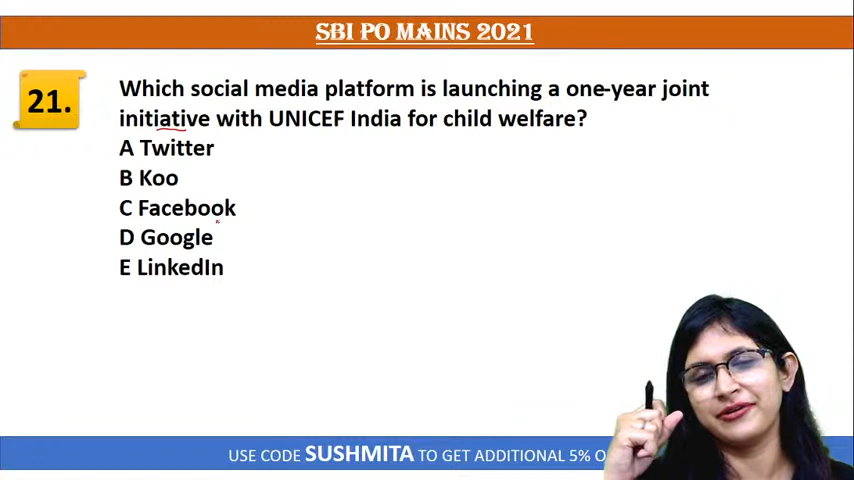 SBI PO MAINS 2021
21.
Which social media platform is launching a one-year joint
initiative with UNICEF India for child welfare?
A Twitter
B Koo
C Facebook
D Google
E LinkedIn
USE CODE SUSHMITA TO GET ADDITIONAL 5% O